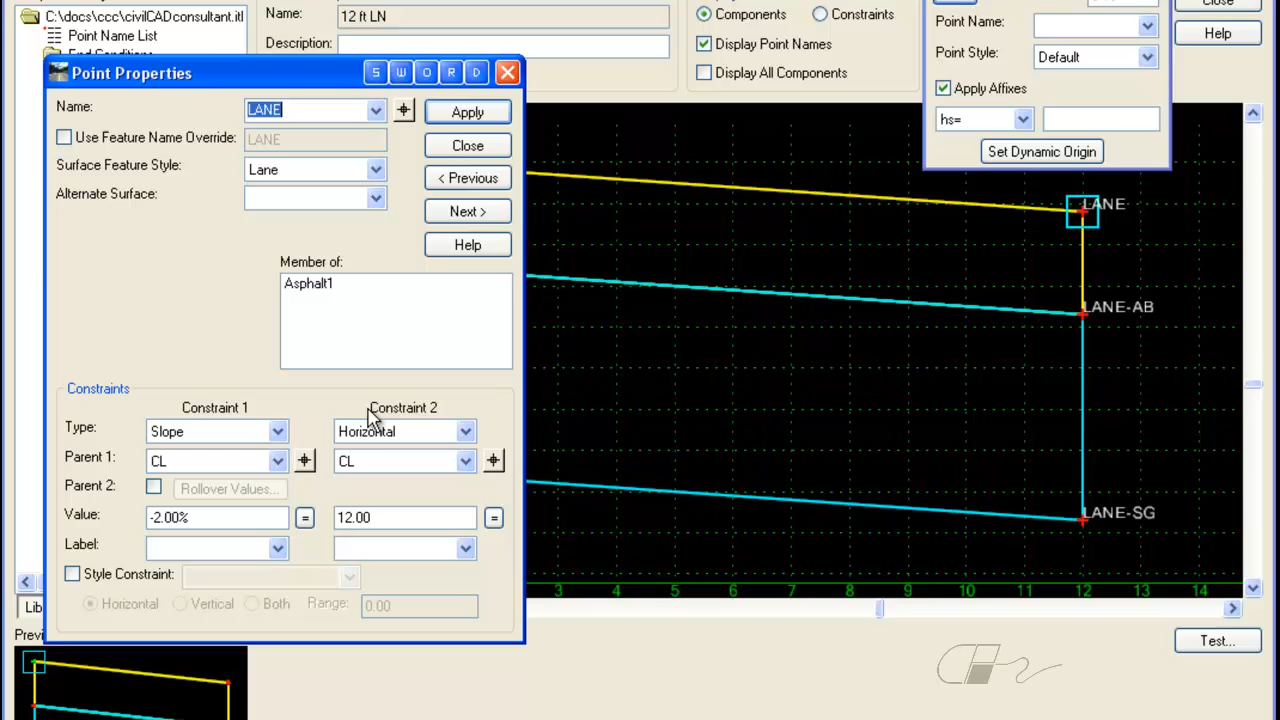 C:\docs\ccc\civilCADconsultant.itl
Point Name List
Name:
12 ft LN
Description:
Components
Constraints
Display Point Names
Display All Components
Point Name:
Point Style:
Default
Apply Affixes
hs=
Set Dynamic Origin
Close
Help
Point Properties
S W O R D
Name:
LANE
Apply
Use Feature Name Override:
LANE
Close
Surface Feature Style:
Lane
< Previous
Alternate Surface:
Next >
Help
Member of:
Asphalt1
Constraints
Constraint 1
Constraint 2
Type:
Slope
Horizontal
Parent 1:
CL
CL
Parent 2:
Rollover Values...
Value:
-2.00%
=
12.00
=
Label:
Style Constraint:
Horizontal
Vertical
Both
Range:
0.00
LANE
LANE-AB
LANE-SG
3 4 5 6 7 8 9 10 11 12 13 14
Lib
Previ
Test...